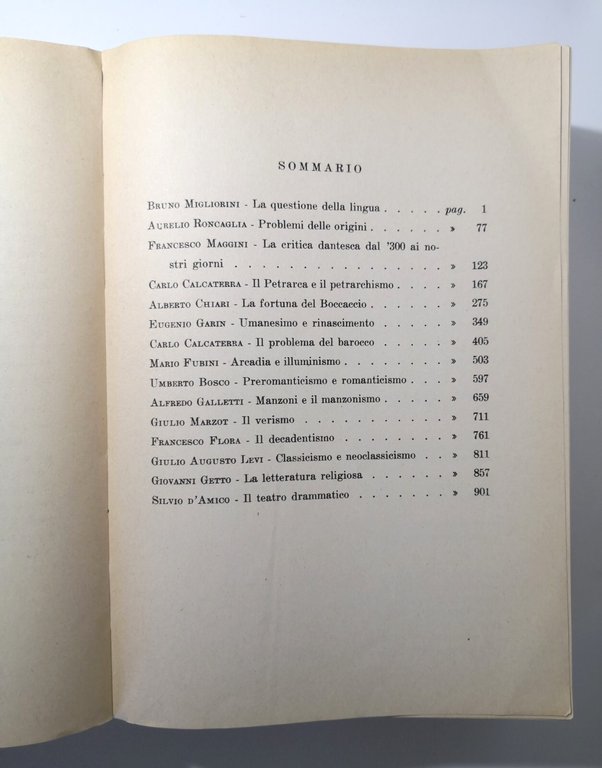 SOMMARIO
BRUNO MIGLIORINI - La questione della lingua . . . . . pag. 1
AURELIO RONCAGLIA - Problemi delle origini . . . . . . » 77
FRANCESCO MAGGINI - La critica dantesca dal '300 ai no-
stri giorni . . . . . . . . . . . . . . . . » 123
CARLO CALCATERRA - Il Petrarca e il petrarchismo . . . . » 167
ALBERTO CHIARI - La fortuna del Boccaccio . . . . . . » 275
EUGENIO GARIN - Umanesimo e rinascimento . . . . . » 349
CARLO CALCATERRA - Il problema del barocco . . . . . » 405
MARIO FUBINI - Arcadia e illuminismo . . . . . . . . » 503
UMBERTO BOSCO - Preromanticismo e romanticismo . . . » 597
ALFREDO GALLETTI - Manzoni e il manzonismo . . . . . » 659
GIULIO MARZOT - Il verismo . . . . . . . . . . . » 711
FRANCESCO FLORA - Il decadentismo . . . . . . . . » 761
GIULIO AUGUSTO LEVI - Classicismo e neoclassicismo . . » 811
GIOVANNI GETTO - La letteratura religiosa . . . . . . » 857
SILVIO D'AMICO - Il teatro drammatico . . . . . . . » 901